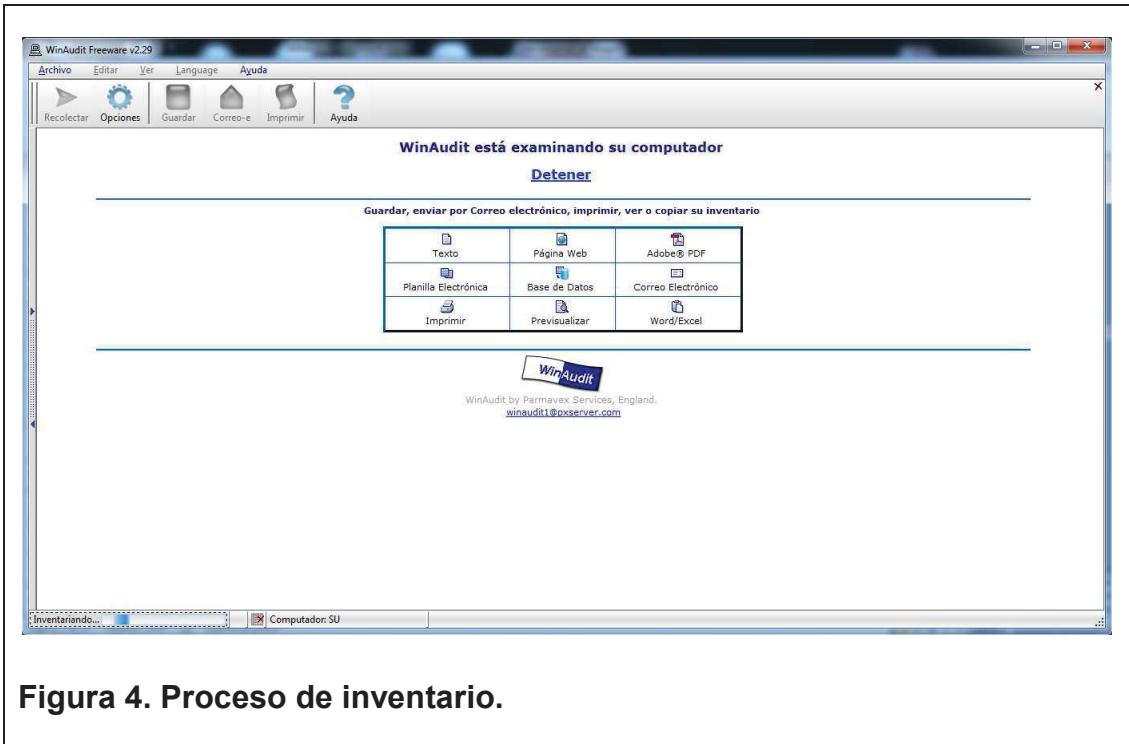 WinAudit Freeware v2.29
Archivo Editar Ver Language Ayuda
Recolectar Opciones Guardar Correo-e Imprimir Ayuda
WinAudit está examinando su computador
Detener
Guardar, enviar por Correo electrónico, imprimir, ver o copiar su inventario
Texto Página Web Adobe® PDF
Planilla Electrónica Base de Datos Correo Electrónico
Imprimir Previsualizar Word/Excel
WinAudit
WinAudit by Parmavex Services, England.
winaudit1@pxserver.com
Inventariando... Computador: SU
Figura 4. Proceso de inventario.